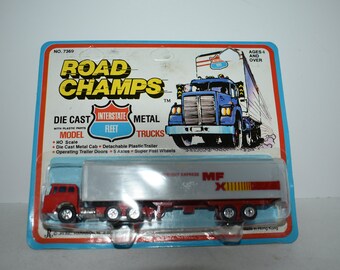 NO. 7369
AGES 4
AND
OVER
ROAD
CHAMPS
TM
DIE CAST
METAL
INTERSTATE
FLEET
WITH PLASTIC PARTS
MODEL
TRUCKS
• HO Scale
• Die Cast Metal Cab • Detachable Plastic Trailer
• Operating Trailer Doors • 5 Axles • Super Fast Wheels
MF
X